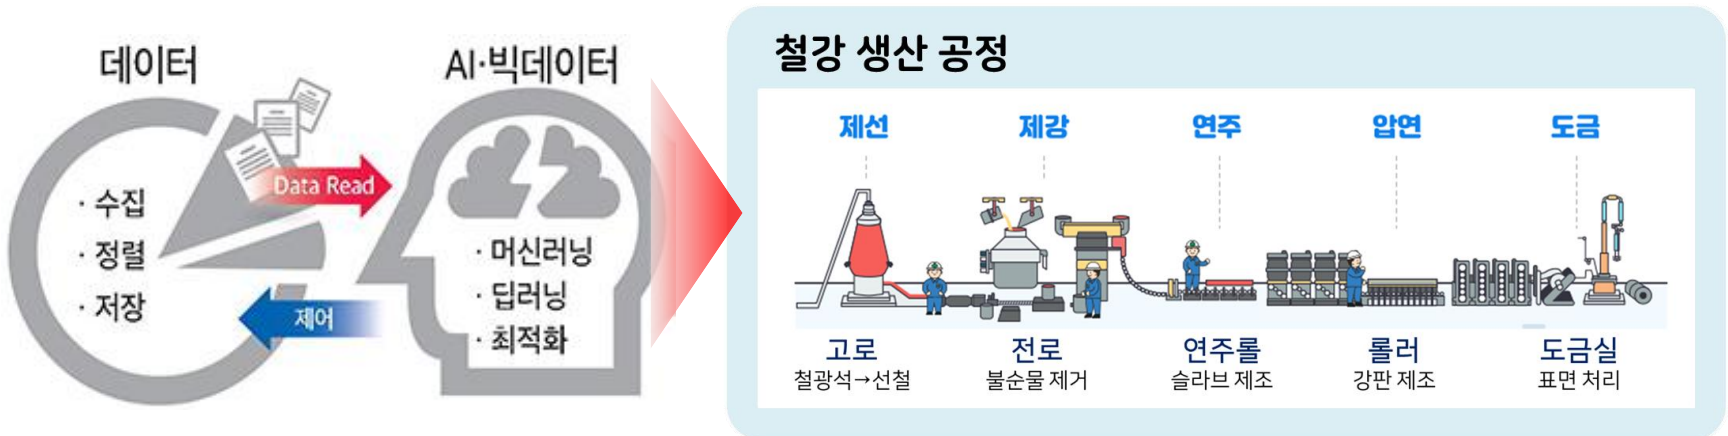 데이터
· 수집
· 정렬
· 저장
Data Read
제어
AI·빅데이터
· 머신러닝
· 딥러닝
· 최적화
철강 생산 공정
제선
제강
연주
압연
도금
고로
철광석→선철
전로
불순물 제거
연주롤
슬라브 제조
롤러
강판 제조
도금실
표면 처리